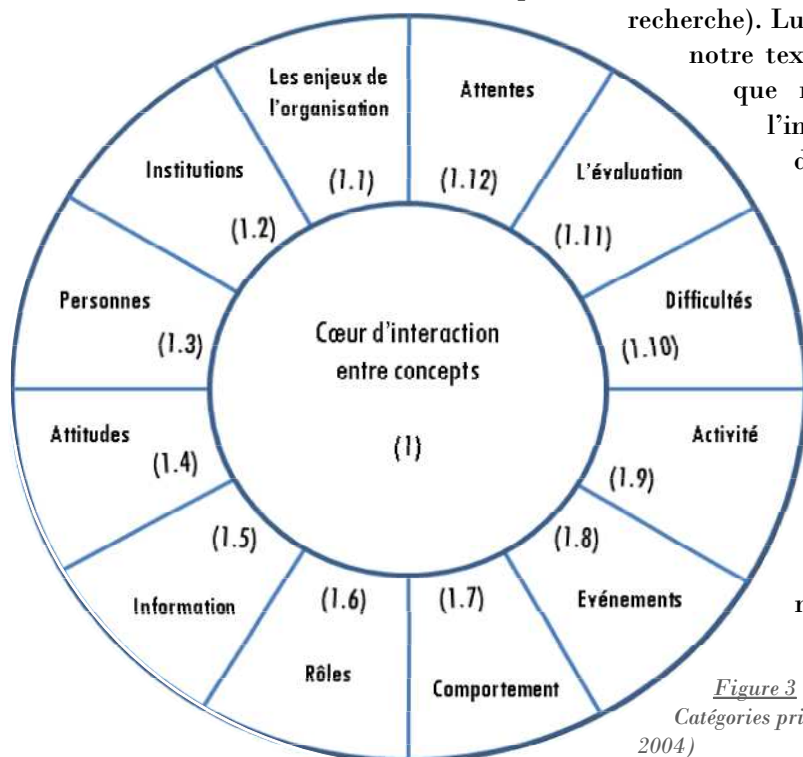 recherche). Lu
notre tex
que r
l'in
d
Les enjeux de
l'organisation
(1.1)
Attentes
(1.12)
L'évaluation
(1.11)
Difficultés
(1.10)
Activité
(1.9)
Evénements
(1.8)
Comportement
(1.7)
Rôles
(1.6)
Information
(1.5)
Attitudes
(1.4)
Personnes
(1.3)
Institutions
(1.2)
Cœur d'interaction
entre concepts
(1)
Figure 3
Catégories pri
2004)